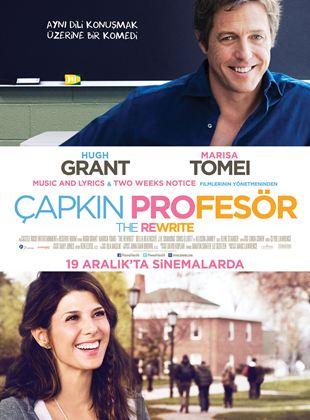 AYNI DİLİ KONUŞMAK
ÜZERİNE BİR KOMEDİ
HUGH
GRANT
MARISA
TOMEI
MUSIC AND LYRICS & TWO WEEKS NOTICE FİLMLERİNİN YÖNETMENİNDEN
ÇAPKIN PROFESÖR
THE REWRITE
19 ARALIK'TA SİNEMALARDA